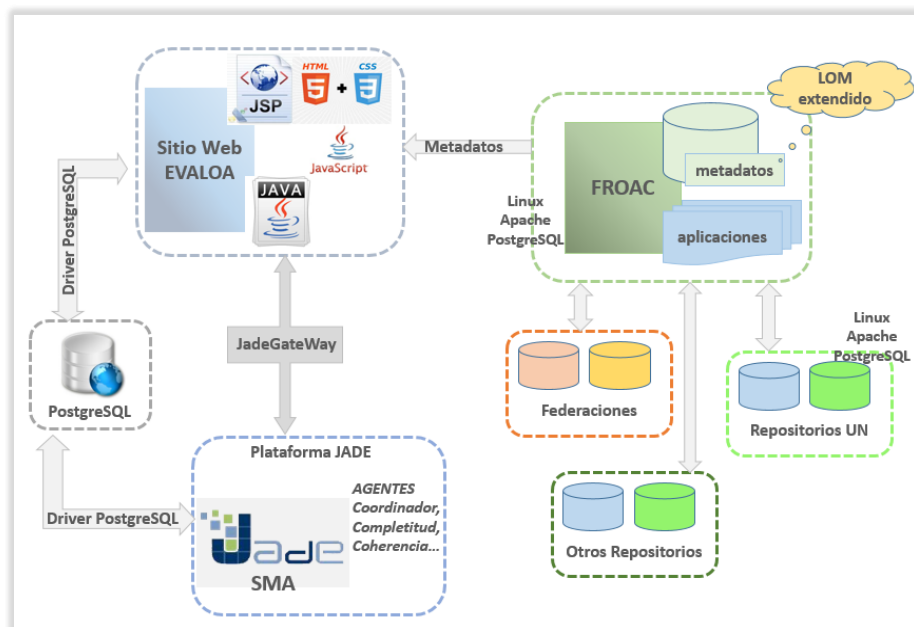 HTML
CSS
5 + 3
JSP
Sitio Web
EVALOA
JavaScript
JAVA
Metadatos
LOM
extendido
metadatos
FROAC
aplicaciones
Linux
Apache
PostgreSQL
Driver PostgreSQL
JadeGateWay
PostgreSQL
Federaciones
Linux
Apache
PostgreSQL
Repositorios UN
Otros Repositorios
Plataforma JADE
AGENTES
Coordinador,
Completitud,
Coherencia...
Driver PostgreSQL
Jade
SMA